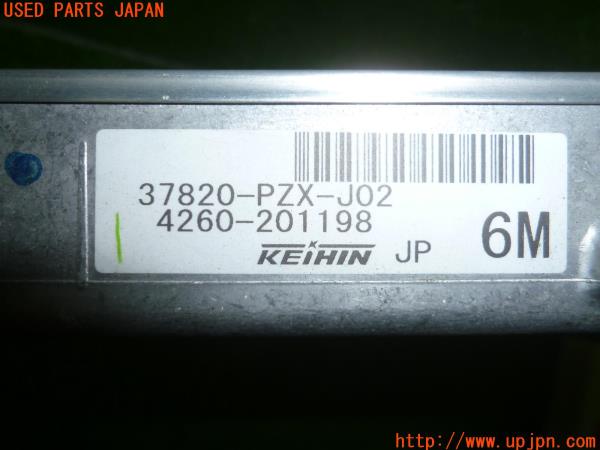 USED PARTS JAPAN
37820-PZX-J02
4260-201198
KEIHIN JP 6M
http://www.upjpn.com